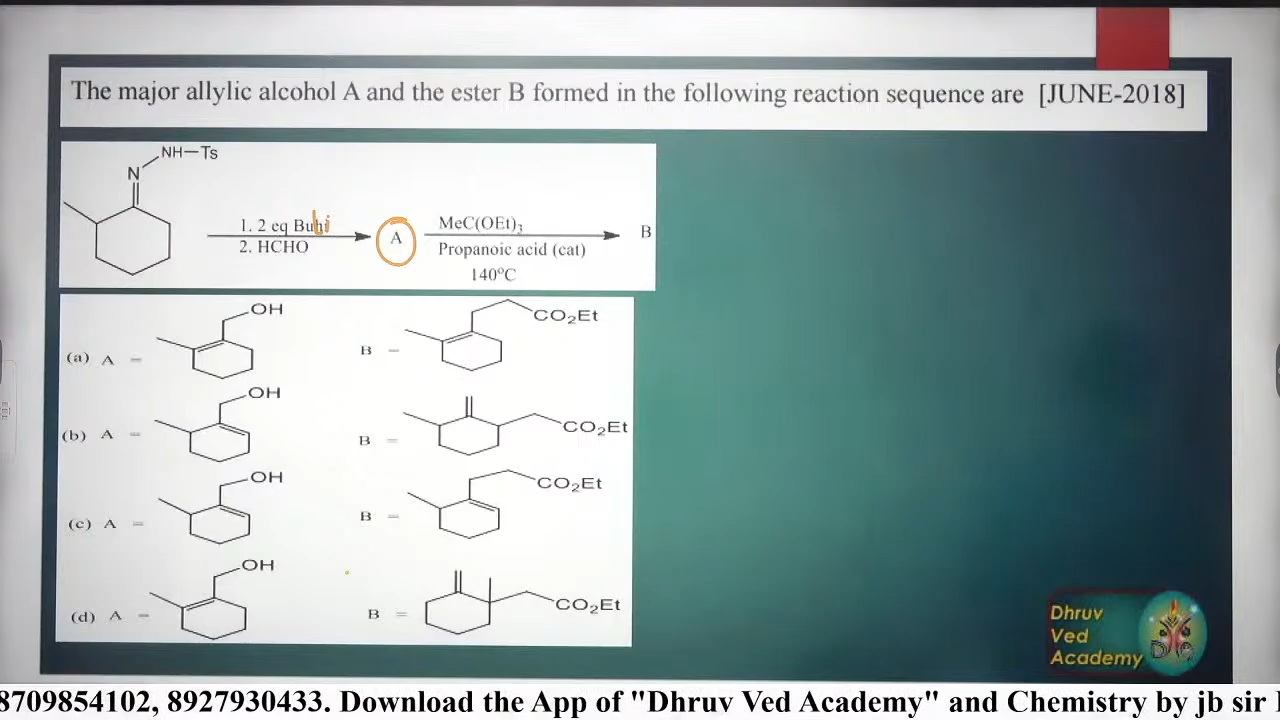 The major allylic alcohol A and the ester B formed in the following reaction sequence are [JUNE-2018]
NH-Ts
N
1. 2 eq BuLi
2. HCHO
A
MeC(OEt)3
Propanoic acid (cat)
140°C
B
OH
CO2Et
(a) A =
B =
OH
CO2Et
(b) A =
B =
OH
CO2Et
(c) A =
B =
OH
CO2Et
(d) A =
B =
Dhruv
Ved
Academy
8709854102, 8927930433. Download the App of "Dhruv Ved Academy" and Chemistry by jb sir